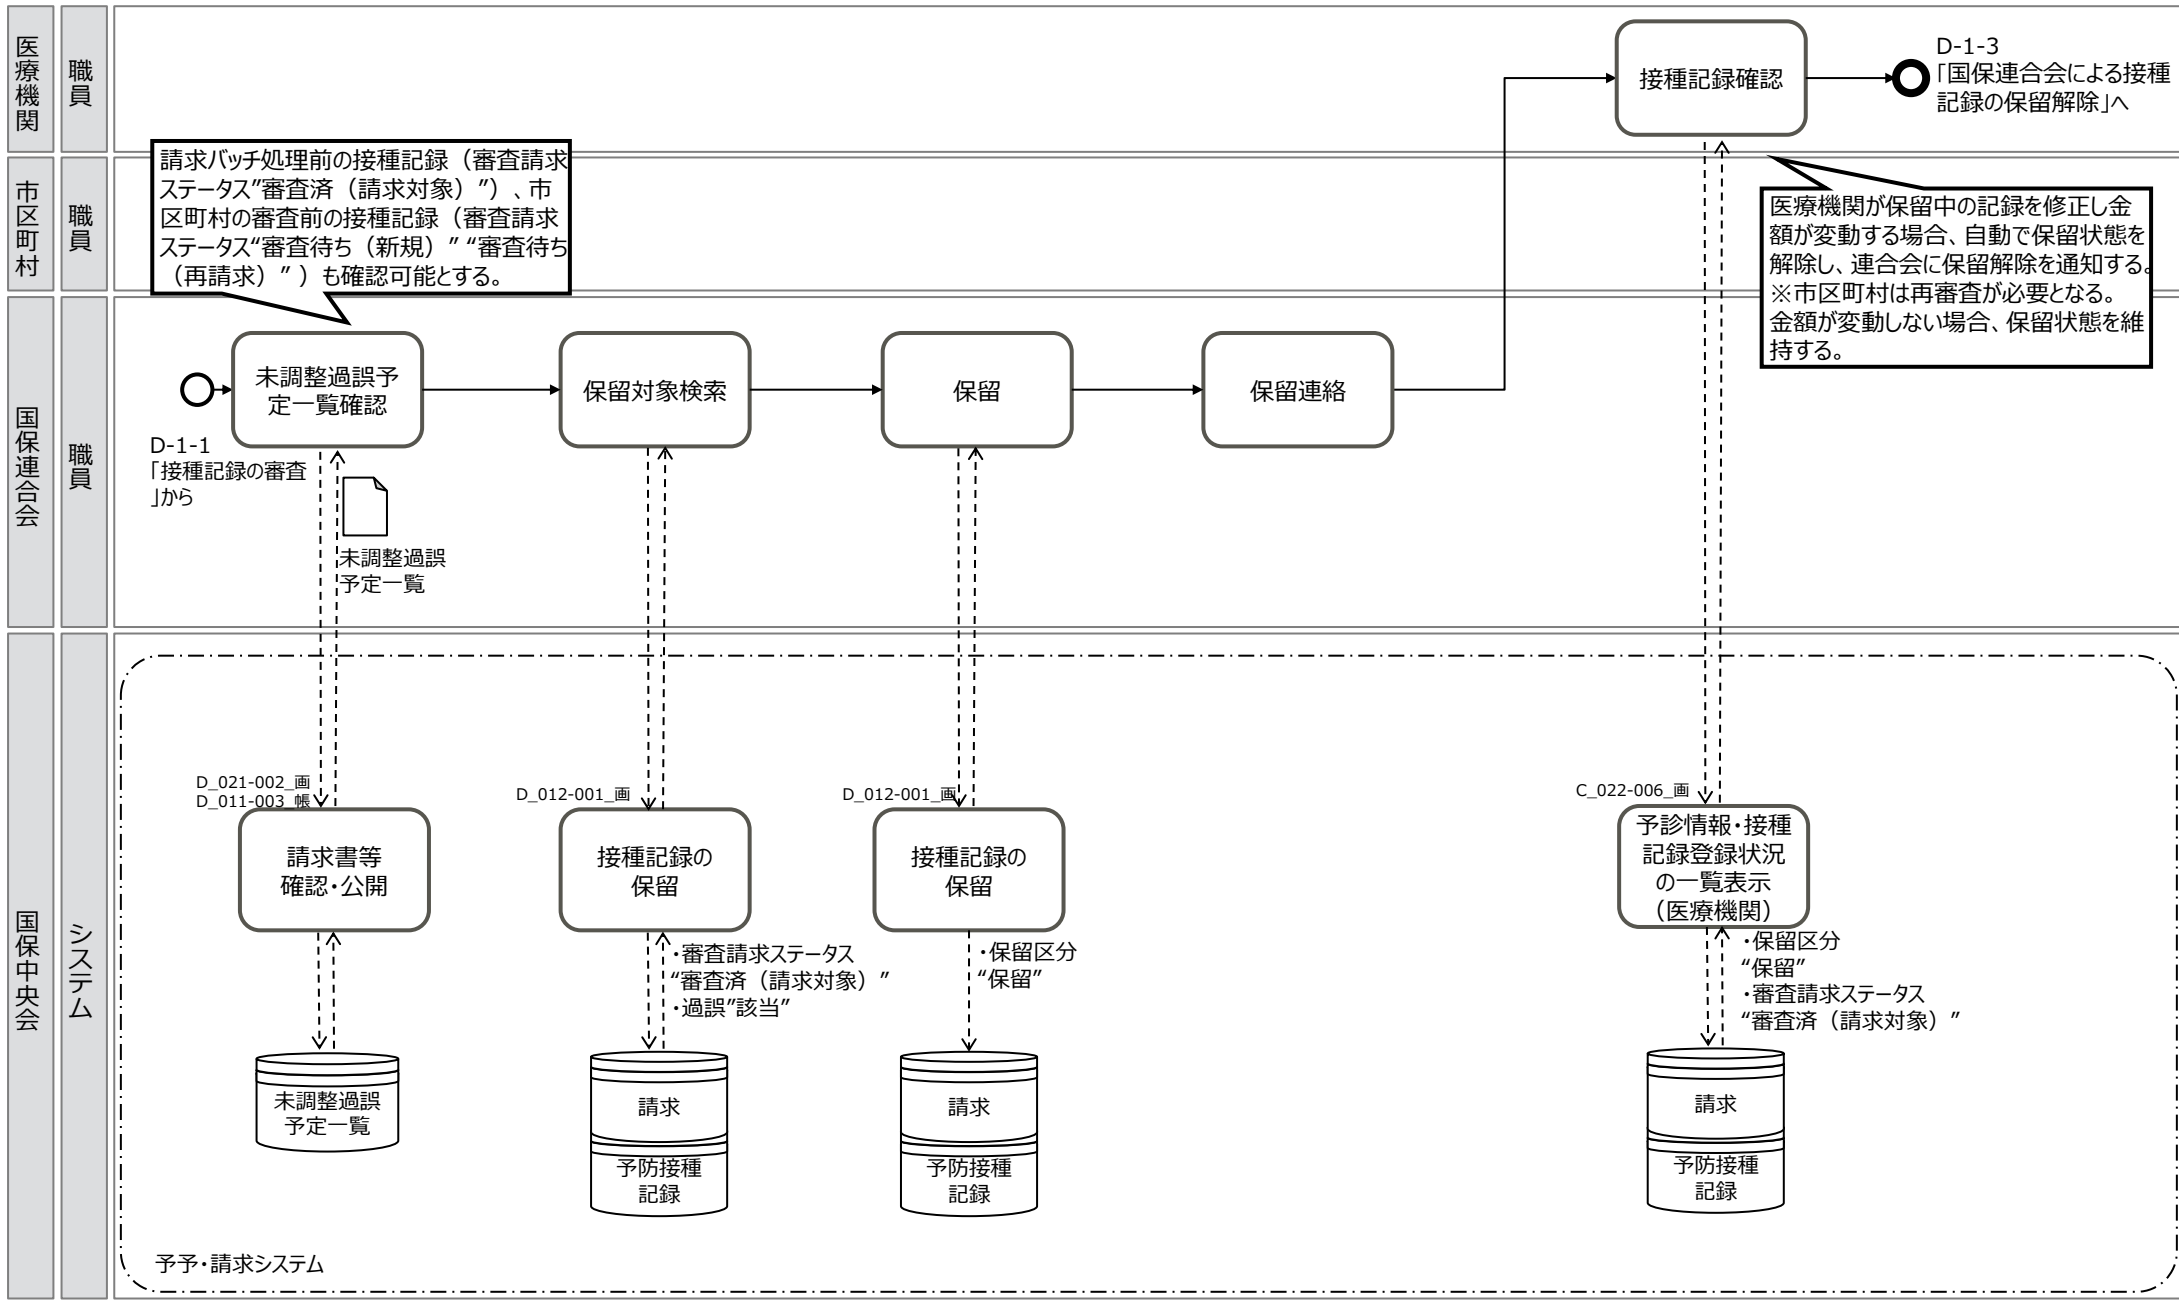 医療機関
職員
接種記録確認
D-1-3
「国保連合会による接種
記録の保留解除」へ
市区町村
職員
請求バッチ処理前の接種記録（審査請求
ステータス”審査済（請求対象）”）、市
区町村の審査前の接種記録（審査請求
ステータス“審査待ち（新規）” “審査待ち
（再請求）” ）も確認可能とする。
医療機関が保留中の記録を修正し金
額が変動する場合、自動で保留状態を
解除し、連合会に保留解除を通知する。
※市区町村は再審査が必要となる。
金額が変動しない場合、保留状態を維
持する。
国保連合会
職員
未調整過誤予
定一覧確認
保留対象検索
保留
保留連絡
D-1-1
「接種記録の審査
」から
未調整過誤
予定一覧
国保中央会
システム
D_021-002_画
D_011-003_帳
請求書等
確認・公開
D_012-001_画
接種記録の
保留
D_012-001_画
接種記録の
保留
C_022-006_画
予診情報・接種
記録登録状況
の一覧表示
（医療機関）
・審査請求ステータス
“審査済（請求対象）”
・過誤”該当”
・保留区分
“保留”
・保留区分
“保留”
・審査請求ステータス
“審査済（請求対象）”
未調整過誤
予定一覧
請求
予防接種
記録
請求
予防接種
記録
請求
予防接種
記録
予予・請求システム